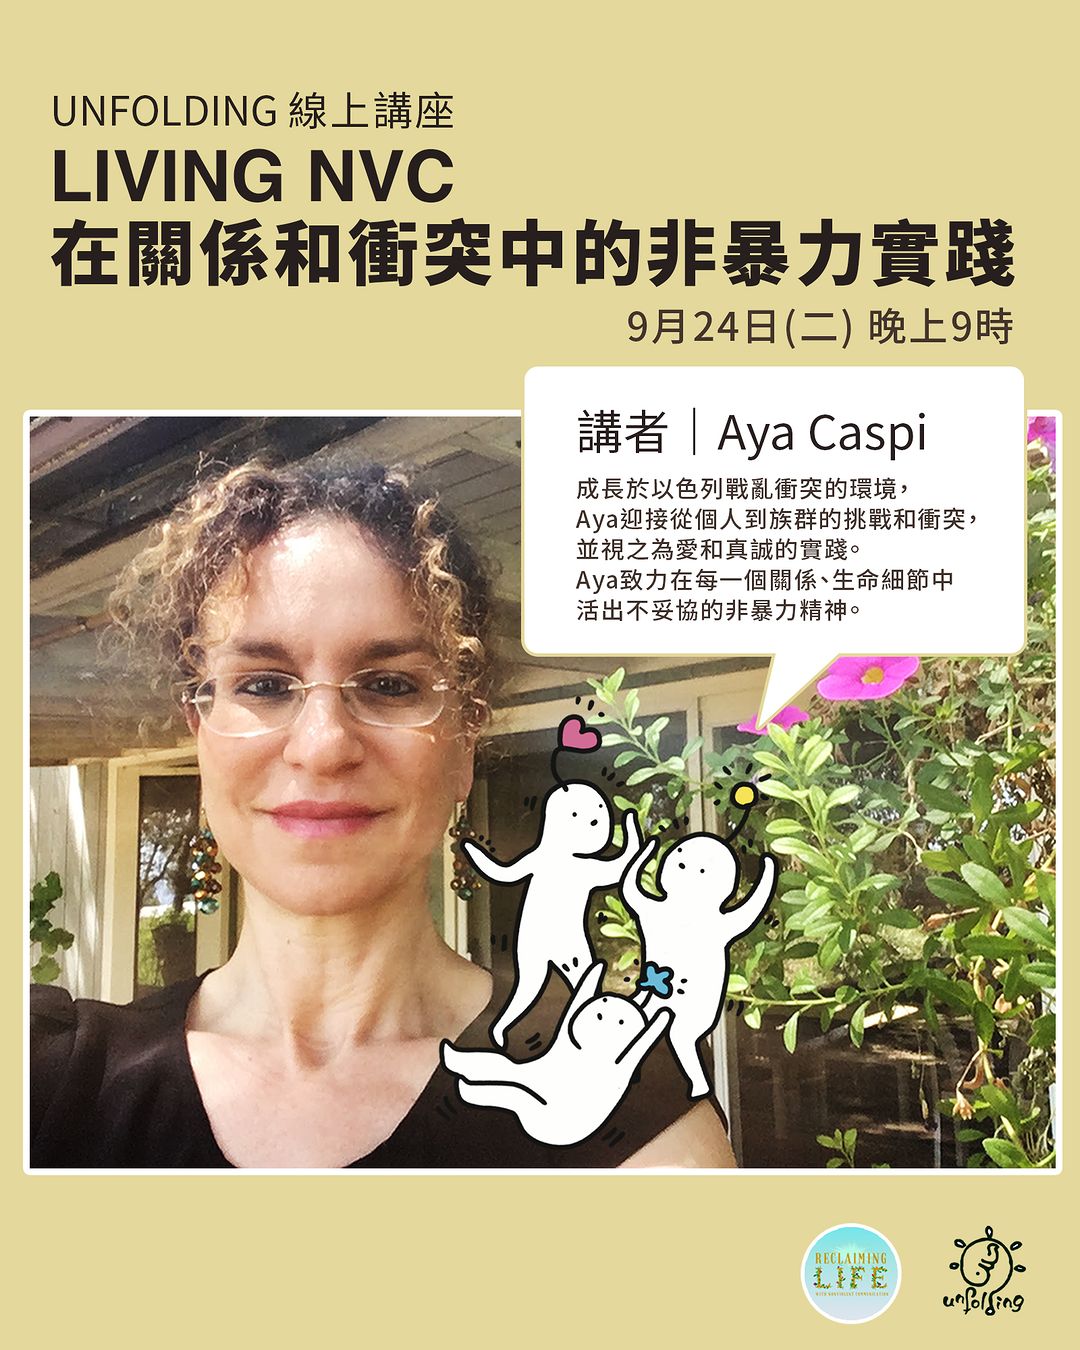 UNFOLDING 線上講座
LIVING NVC
在關係和衝突中的非暴力實踐
9月24日(二) 晚上9時
講者｜Aya Caspi
成長於以色列戰亂衝突的環境，
Aya迎接從個人到族群的挑戰和衝突，
並視之為愛和真誠的實踐。
Aya致力在每一個關係、生命細節中
活出不妥協的非暴力精神。
RECLAIMING
LIFE
WITH NONVIOLENT COMMUNICATION
unfolding